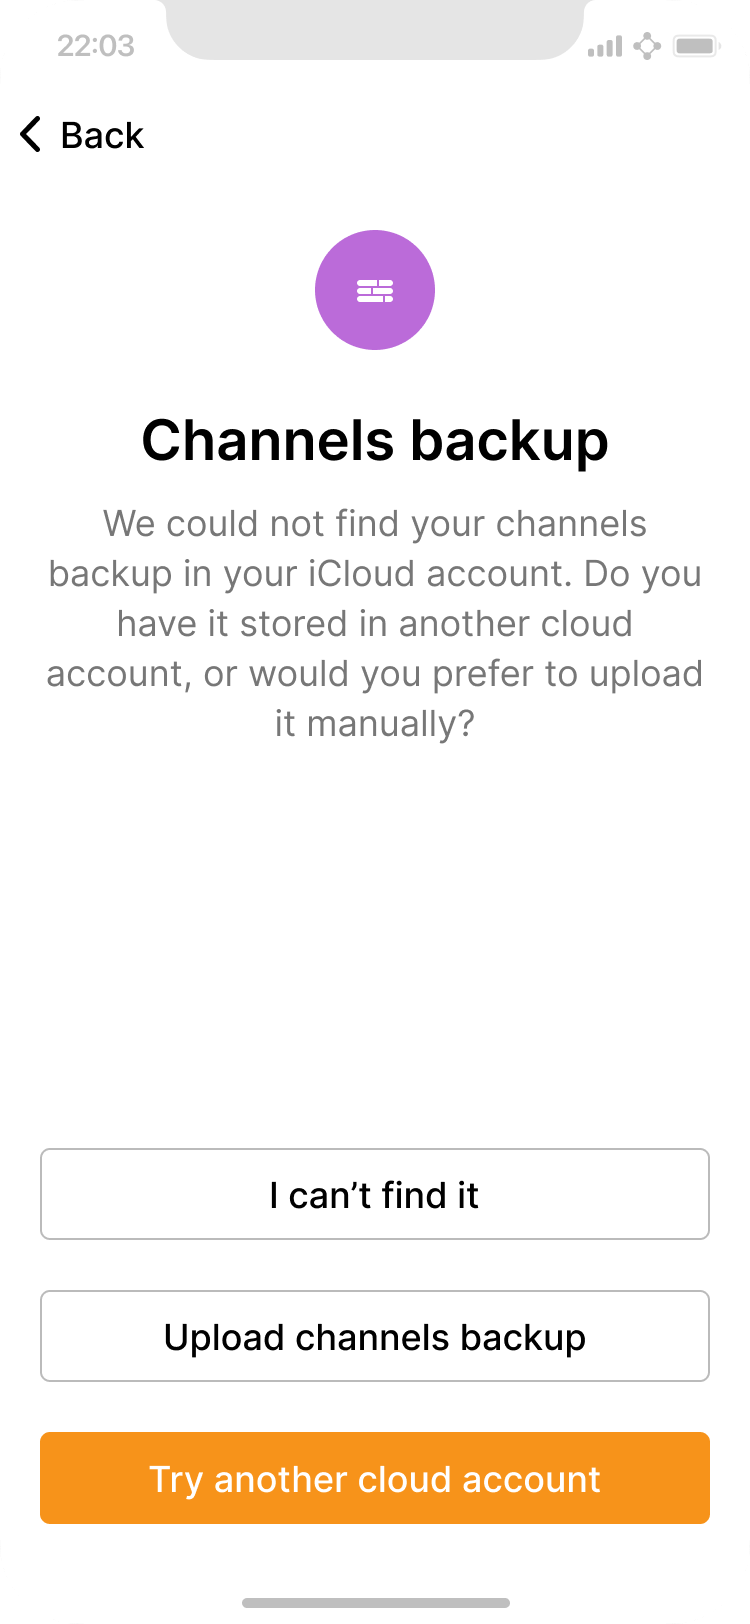 22:03
Back
Channels backup
We could not find your channels
backup in your iCloud account. Do you
have it stored in another cloud
account, or would you prefer to upload
it manually?
I can’t find it
Upload channels backup
Try another cloud account